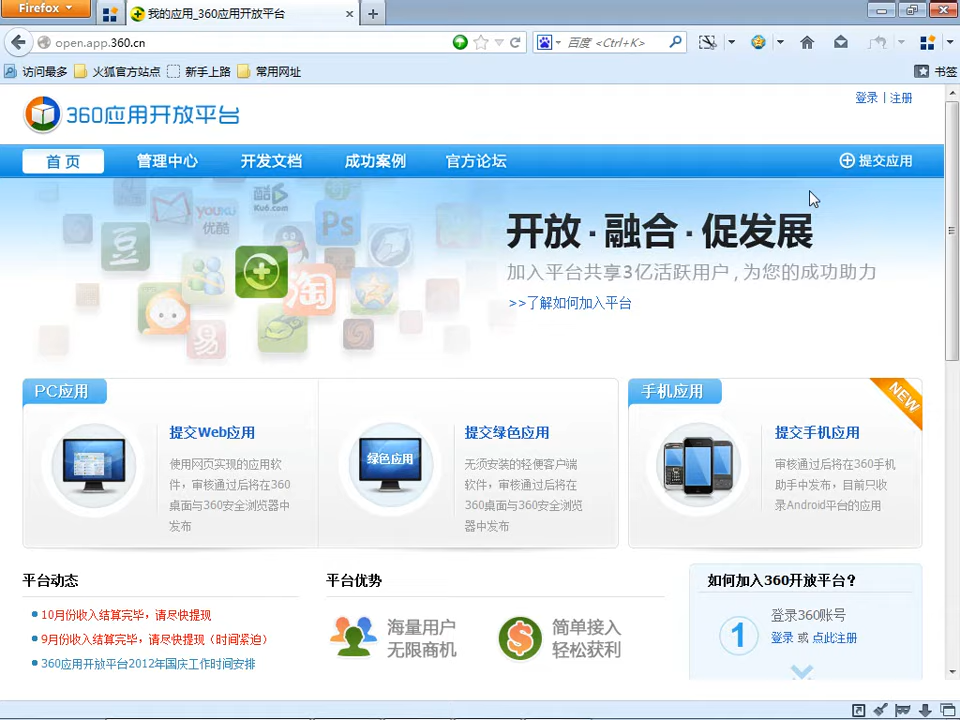 Firefox
我的应用_360应用开放平台
open.app.360.cn
百度 <Ctrl+K>
访问最多
火狐官方站点
新手上路
常用网址
书签
360应用开放平台
登录 | 注册
首页
管理中心
开发文档
成功案例
官方论坛
提交应用
酷6
Ku6.com
YOUKU
优酷
Ps
豆
淘
易
开放·融合·促发展
加入平台共享3亿活跃用户,为您的成功助力
>>了解如何加入平台
PC应用
提交Web应用
使用网页实现的应用软
件，审核通过后将在360
桌面与360安全浏览器中
发布
绿色应用
提交绿色应用
无须安装的轻便客户端
软件，审核通过后将在
360桌面与360安全浏览
器中发布
手机应用
NEW
提交手机应用
审核通过后将在360手机
助手中发布，目前只收
录Android平台的应用
平台动态
10月份收入结算完毕，请尽快提现
9月份收入结算完毕，请尽快提现（时间紧迫）
360应用开放平台2012年国庆工作时间安排
平台优势
海量用户
无限商机
简单接入
轻松获利
如何加入360开放平台？
1
登录360账号
登录 或 点此注册